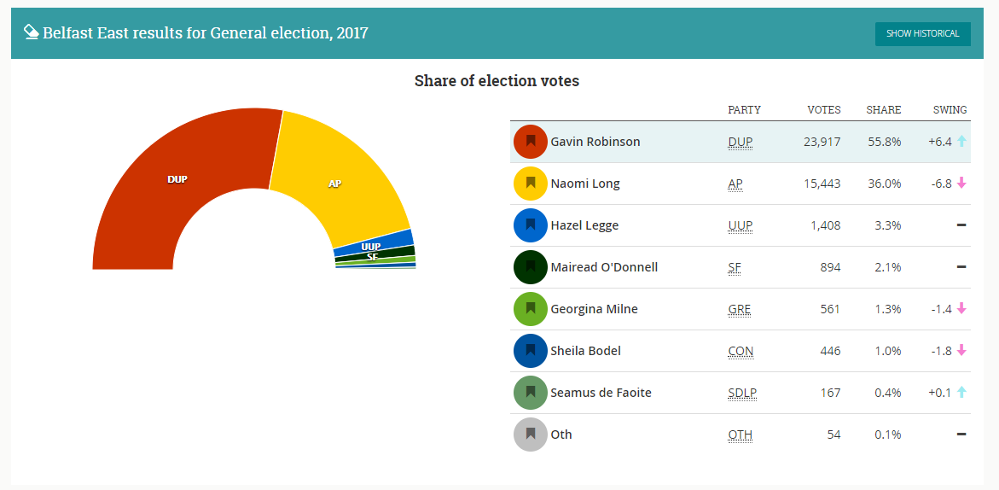 Belfast East results for General election, 2017
SHOW HISTORICAL
Share of election votes
DUP
AP
UUP
SF
PARTY VOTES SHARE SWING
Gavin Robinson DUP 23,917 55.8% +6.4
Naomi Long AP 15,443 36.0% -6.8
Hazel Legge UUP 1,408 3.3% –
Mairead O'Donnell SF 894 2.1% –
Georgina Milne GRE 561 1.3% -1.4
Sheila Bodel CON 446 1.0% -1.8
Seamus de Faoite SDLP 167 0.4% +0.1
Oth OTH 54 0.1% –